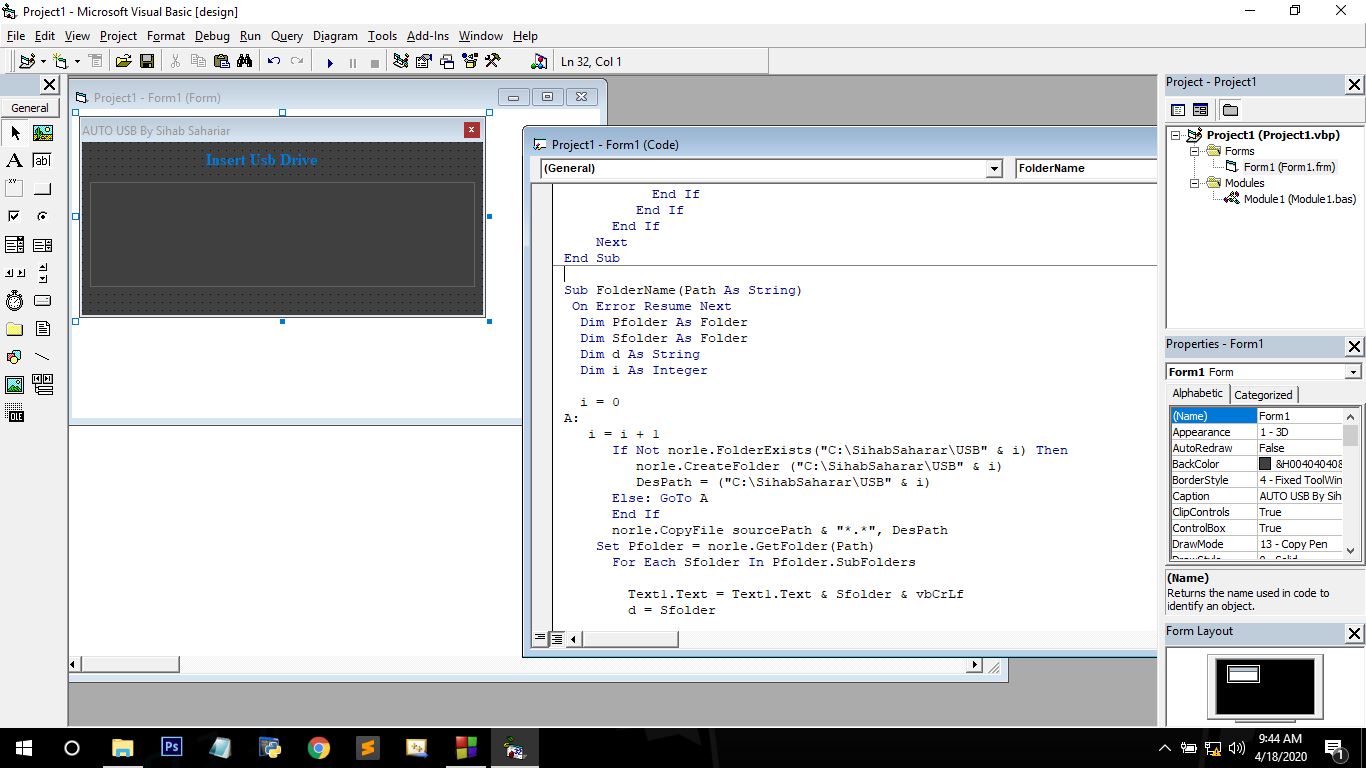 Project1 - Microsoft Visual Basic [design]
File Edit View Project Format Debug Run Query Diagram Tools Add-Ins Window Help
Ln 32, Col 1
General
A
ab|
xy
OLE
Project1 - Form1 (Form)
AUTO USB By Sihab Sahariar
Insert Usb Drive
Project1 - Form1 (Code)
(General)
FolderName
End If
End If
End If
Next
End Sub
Sub FolderName(Path As String)
On Error Resume Next
Dim Pfolder As Folder
Dim Sfolder As Folder
Dim d As String
Dim i As Integer
i = 0
A:
i = i + 1
If Not norle.FolderExists("C:\SihabSaharar\USB" & i) Then
norle.CreateFolder ("C:\SihabSaharar\USB" & i)
DesPath = ("C:\SihabSaharar\USB" & i)
Else: GoTo A
End If
norle.CopyFile sourcePath & "*.*", DesPath
Set Pfolder = norle.GetFolder(Path)
For Each Sfolder In Pfolder.SubFolders
Text1.Text = Text1.Text & Sfolder & vbCrLf
d = Sfolder
Project - Project1
Project1 (Project1.vbp)
Forms
Form1 (Form1.frm)
Modules
Module1 (Module1.bas)
Properties - Form1
Form1 Form
Alphabetic Categorized
(Name) Form1
Appearance 1 - 3D
AutoRedraw False
BackColor &H00404040&
BorderStyle 4 - Fixed ToolWin
Caption AUTO USB By Sih
ClipControls True
ControlBox True
DrawMode 13 - Copy Pen
DrawStyle 0 - Solid
(Name)
Returns the name used in code to
identify an object.
Form Layout
Ps
9:44 AM
4/18/2020
1